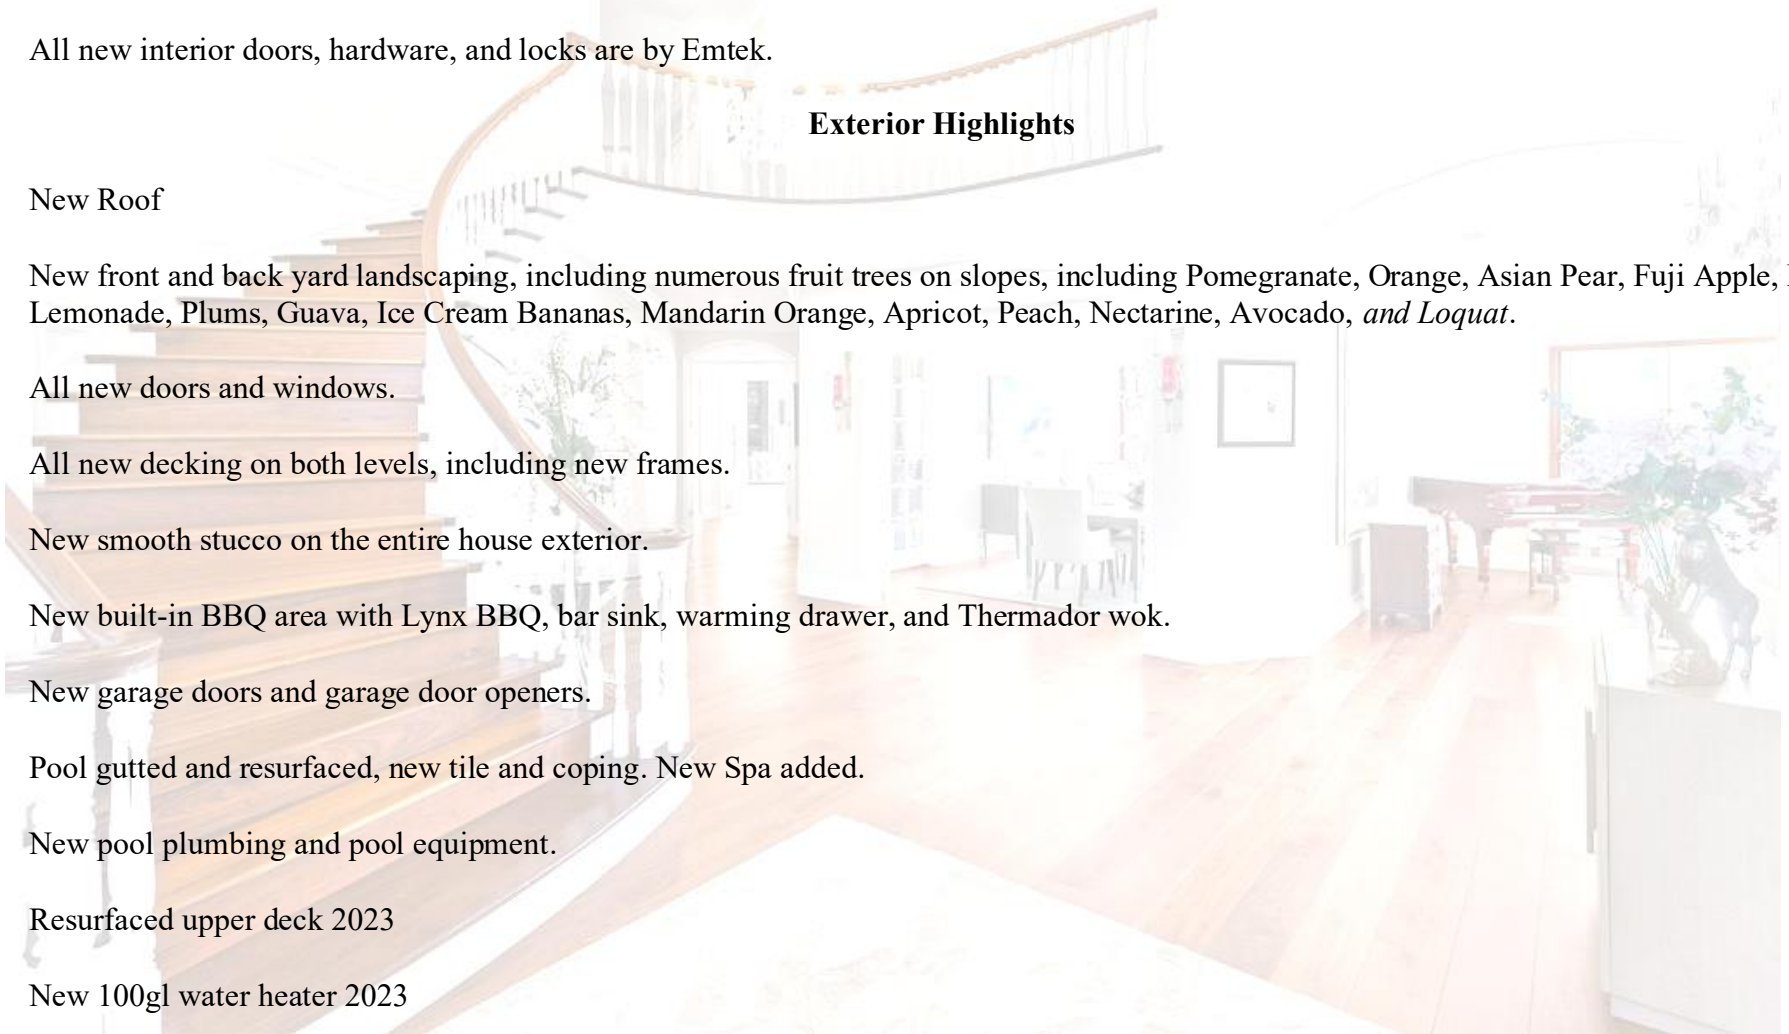 All new interior doors, hardware, and locks are by Emtek.
Exterior Highlights
New Roof
New front and back yard landscaping, including numerous fruit trees on slopes, including Pomegranate, Orange, Asian Pear, Fuji Apple,
Lemonade, Plums, Guava, Ice Cream Bananas, Mandarin Orange, Apricot, Peach, Nectarine, Avocado, and Loquat.
All new doors and windows.
All new decking on both levels, including new frames.
New smooth stucco on the entire house exterior.
New built-in BBQ area with Lynx BBQ, bar sink, warming drawer, and Thermador wok.
New garage doors and garage door openers.
Pool gutted and resurfaced, new tile and coping. New Spa added.
New pool plumbing and pool equipment.
Resurfaced upper deck 2023
New 100gl water heater 2023